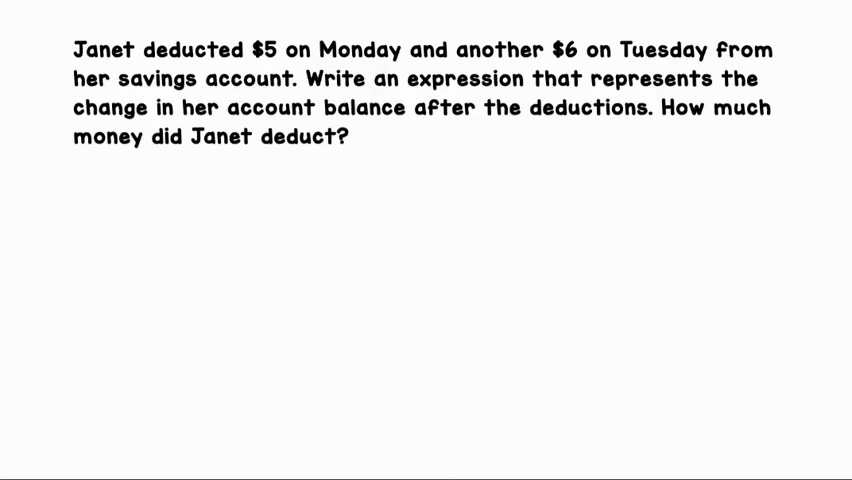 Janet deducted $5 on Monday and another $6 on Tuesday from
her savings account. Write an expression that represents the
change in her account balance after the deductions. How much
money did Janet deduct?